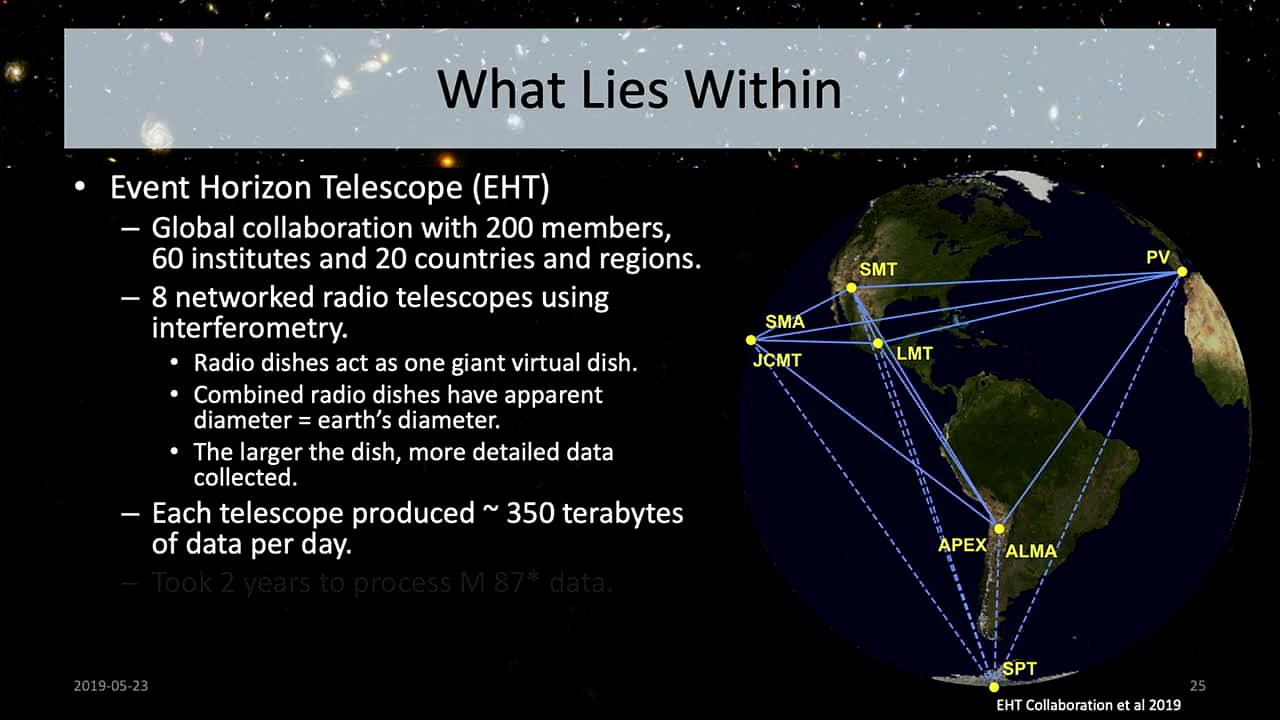 What Lies Within
• Event Horizon Telescope (EHT)
– Global collaboration with 200 members,
60 institutes and 20 countries and regions.
– 8 networked radio telescopes using
interferometry.
• Radio dishes act as one giant virtual dish.
• Combined radio dishes have apparent
diameter = earth’s diameter.
• The larger the dish, more detailed data
collected.
– Each telescope produced ~ 350 terabytes
of data per day.
– Took 2 years to process M 87* data.
PV
SMT
SMA
JCMT
LMT
APEX
ALMA
SPT
2019-05-23
25
EHT Collaboration et al 2019